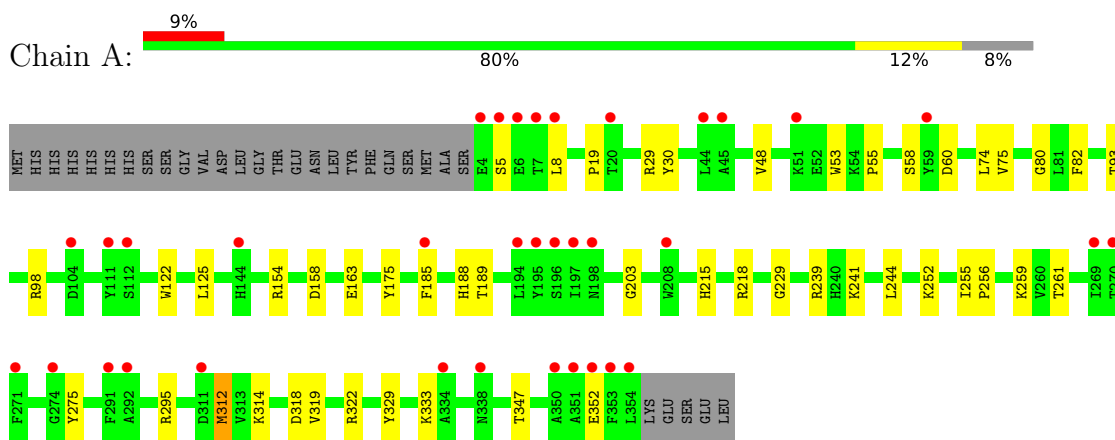 9%
Chain A:
80% 12% 8%
MET HIS HIS HIS HIS HIS HIS SER SER GLY VAL ASP LEU GLY THR GLU ASN LEU TYR PHE GLN SER MET ALA SER E4 S5 E6 T7 L8 P19 T20 R29 Y30 L44 A45 V48 K51 E52 W53 K54 P55 S58 Y59 D60 L74 V75 G80 L81 F82 T93
R98 D104 Y111 S112 W122 L125 H144 R154 D158 E163 Y175 F185 H188 T189 L194 Y195 S196 I197 N198 G203 W208 H215 R218 G229 R239 H240 K241 L244 K252 I255 P256 K259 V260 T261 I269 T270
F271 G274 Y275 F291 A292 R295 D311 M312 V313 K314 D318 V319 R322 Y329 K333 A334 N338 T347 A350 A351 E352 F353 L354 LYS GLU SER GLU LEU